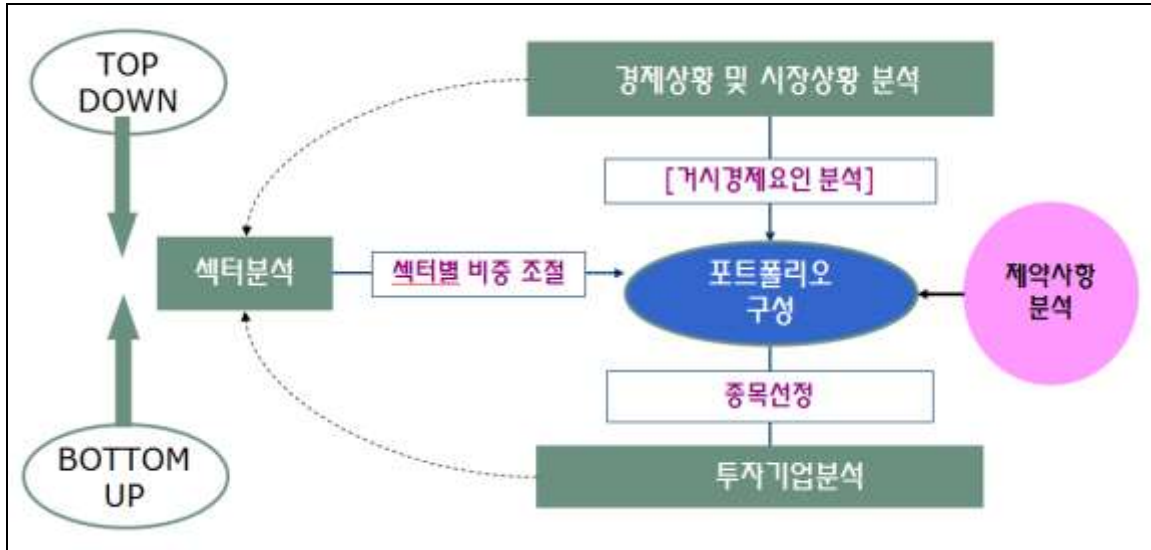 TOP
DOWN
경제상황 및 시장상황 분석
[거시경제요인 분석]
섹터분석
섹터별 비중 조절
포트폴리오
구성
제약사항
분석
종목선정
BOTTOM
UP
투자기업분석